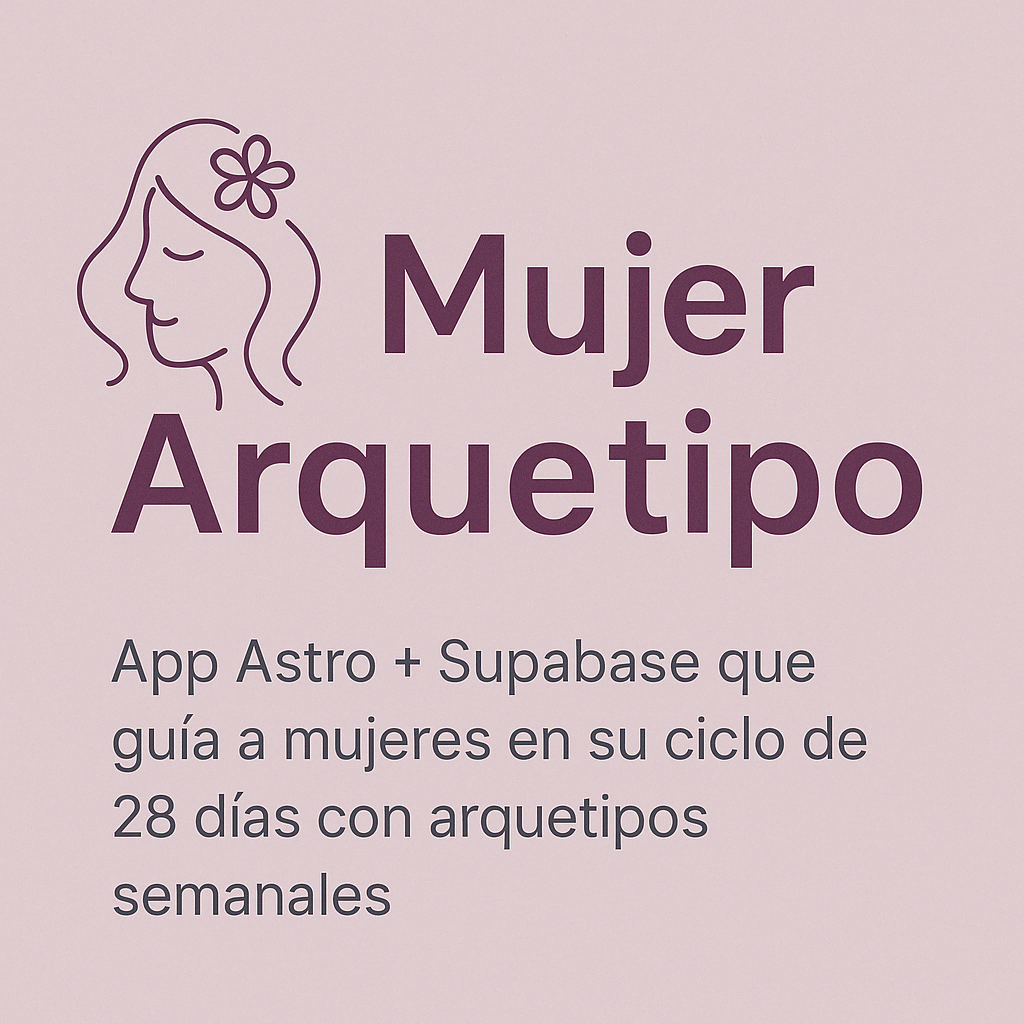 Mujer
Arquetipo
App Astro + Supabase que
guía a mujeres en su ciclo de
28 días con arquetipos
semanales